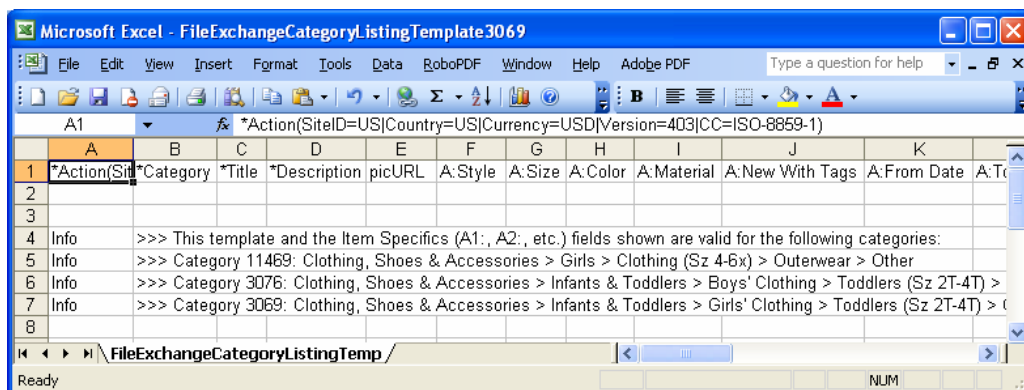 Microsoft Excel - FileExchangeCategoryListingTemplate3069
File Edit View Insert Format Tools Data RoboPDF Window Help Adobe PDF Type a question for help
Σ B A
A1 fx *Action(SiteID=US|Country=US|Currency=USD|Version=403|CC=ISO-8859-1)
A B C D E F G H I J K
1 *Action(Sit *Category *Title *Description picURL A:Style A:Size A:Color A:Material A:New With Tags A:From Date A:To
2
3
4 Info >>> This template and the Item Specifics (A1:, A2:, etc.) fields shown are valid for the following categories:
5 Info >>> Category 11469: Clothing, Shoes & Accessories > Girls > Clothing (Sz 4-6x) > Outerwear > Other
6 Info >>> Category 3076: Clothing, Shoes & Accessories > Infants & Toddlers > Boys' Clothing > Toddlers (Sz 2T-4T) >
7 Info >>> Category 3069: Clothing, Shoes & Accessories > Infants & Toddlers > Girls' Clothing > Toddlers (Sz 2T-4T) >
8
FileExchangeCategoryListingTemp
Ready NUM